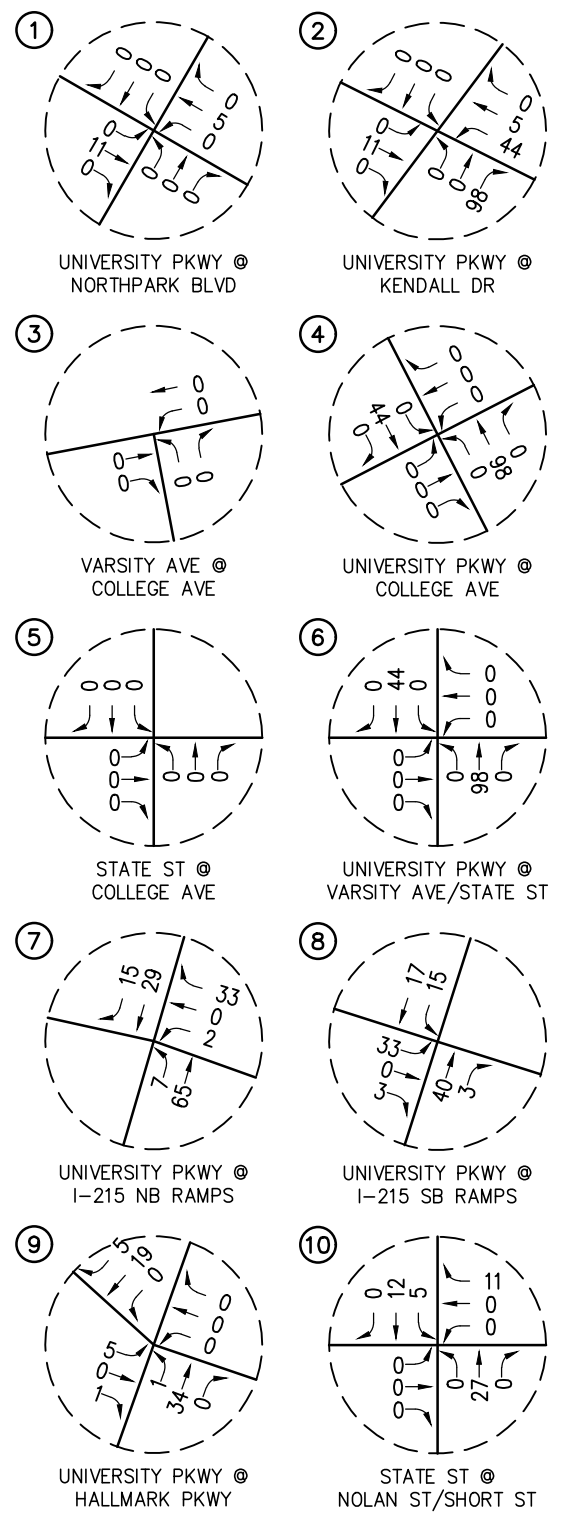 1
0 0 0
0
5
0
0
11
0
0 0 0
UNIVERSITY PKWY @
NORTHPARK BLVD
2
0 0 0
0
5
44
0
11
0
0 0 98
UNIVERSITY PKWY @
KENDALL DR
3
0
0
0
0
0 0
VARSITY AVE @
COLLEGE AVE
4
0 44 0
0
0
0
0
0
0
0 98 0
UNIVERSITY PKWY @
COLLEGE AVE
5
0 0 0
0
0
0
0 0 0
STATE ST @
COLLEGE AVE
6
0 44 0
0
0
0
0
0
0
0 98 0
UNIVERSITY PKWY @
VARSITY AVE/STATE ST
7
15 29
33
0
2
7 65
UNIVERSITY PKWY @
I-215 NB RAMPS
8
17 15
33
0
3
40 3
UNIVERSITY PKWY @
I-215 SB RAMPS
9
5 19 0
0
0
0
5
0
1
1 34 0
UNIVERSITY PKWY @
HALLMARK PKWY
10
0 12 5
11
0
0
0
0
0
0 27 0
STATE ST @
NOLAN ST/SHORT ST